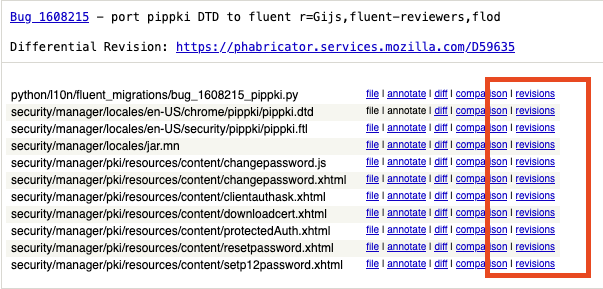 Bug 1608215 - port pippki DTD to fluent r=Gijs,fluent-reviewers,flod
Differential Revision: https://phabricator.services.mozilla.com/D59635
python/l10n/fluent_migrations/bug_1608215_pippki.py file | annotate | diff | comparison | revisions
security/manager/locales/en-US/chrome/pippki/pippki.dtd file | annotate | diff | comparison | revisions
security/manager/locales/en-US/security/pippki/pippki.ftl file | annotate | diff | comparison | revisions
security/manager/locales/jar.mn file | annotate | diff | comparison | revisions
security/manager/pki/resources/content/changepassword.js file | annotate | diff | comparison | revisions
security/manager/pki/resources/content/changepassword.xhtml file | annotate | diff | comparison | revisions
security/manager/pki/resources/content/clientauthask.xhtml file | annotate | diff | comparison | revisions
security/manager/pki/resources/content/downloadcert.xhtml file | annotate | diff | comparison | revisions
security/manager/pki/resources/content/protectedAuth.xhtml file | annotate | diff | comparison | revisions
security/manager/pki/resources/content/resetpassword.xhtml file | annotate | diff | comparison | revisions
security/manager/pki/resources/content/setp12password.xhtml file | annotate | diff | comparison | revisions